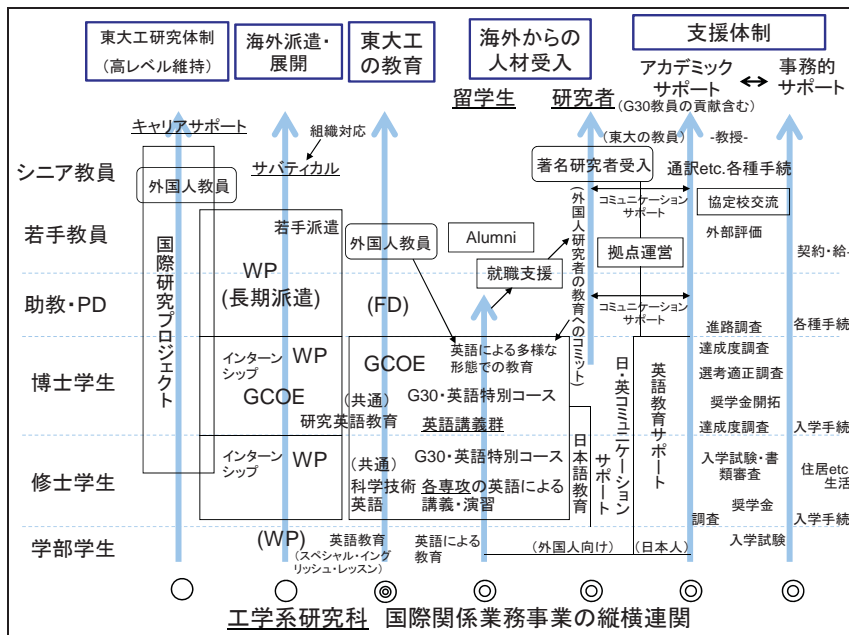 東大工研究体制
(高レベル維持)
海外派遣・
展開
東大工
の教育
海外からの
人材受入
支援体制
留学生
研究者
アカデミック
サポート
(G30教員の貢献含む)
事務的
サポート
キャリアサポート
組織対応
サバティカル
(東大の教員)
-教授-
シニア教員
外国人教員
著名研究者受入
通訳etc.各種手続
コミュニケーション
サポート
協定校交流
若手教員
国際研究プロジェクト
若手派遣
WP
(長期派遣)
外国人教員
Alumni
就職支援
(外国人研究者の教育へのコミット)
拠点運営
外部評価
契約・給
助教・PD
(FD)
コミュニケーション
サポート
進路調査
各種手続
博士学生
インターン
シップ
WP
GCOE
GCOE
英語による多様な
形態での教育
(共通)
G30・英語特別コース
研究英語教育
英語講義群
日・英コミュニケーション
サポート
英語教育サポート
達成度調査
選考適正調査
奨学金開拓
達成度調査
入学手続
修士学生
インターン
シップ
WP
(共通)
G30・英語特別コース
科学技術
英語
各専攻の英語による
講義・演習
日本語教育
入学試験・書
類審査
住居etc
生活
奨学金
調査
入学手続
学部学生
(WP)
英語教育
(スペシャル・イング
リッシュ・レッスン)
英語による
教育
(外国人向け)
(日本人)
入学試験
工学系研究科 国際関係業務事業の縦横連関